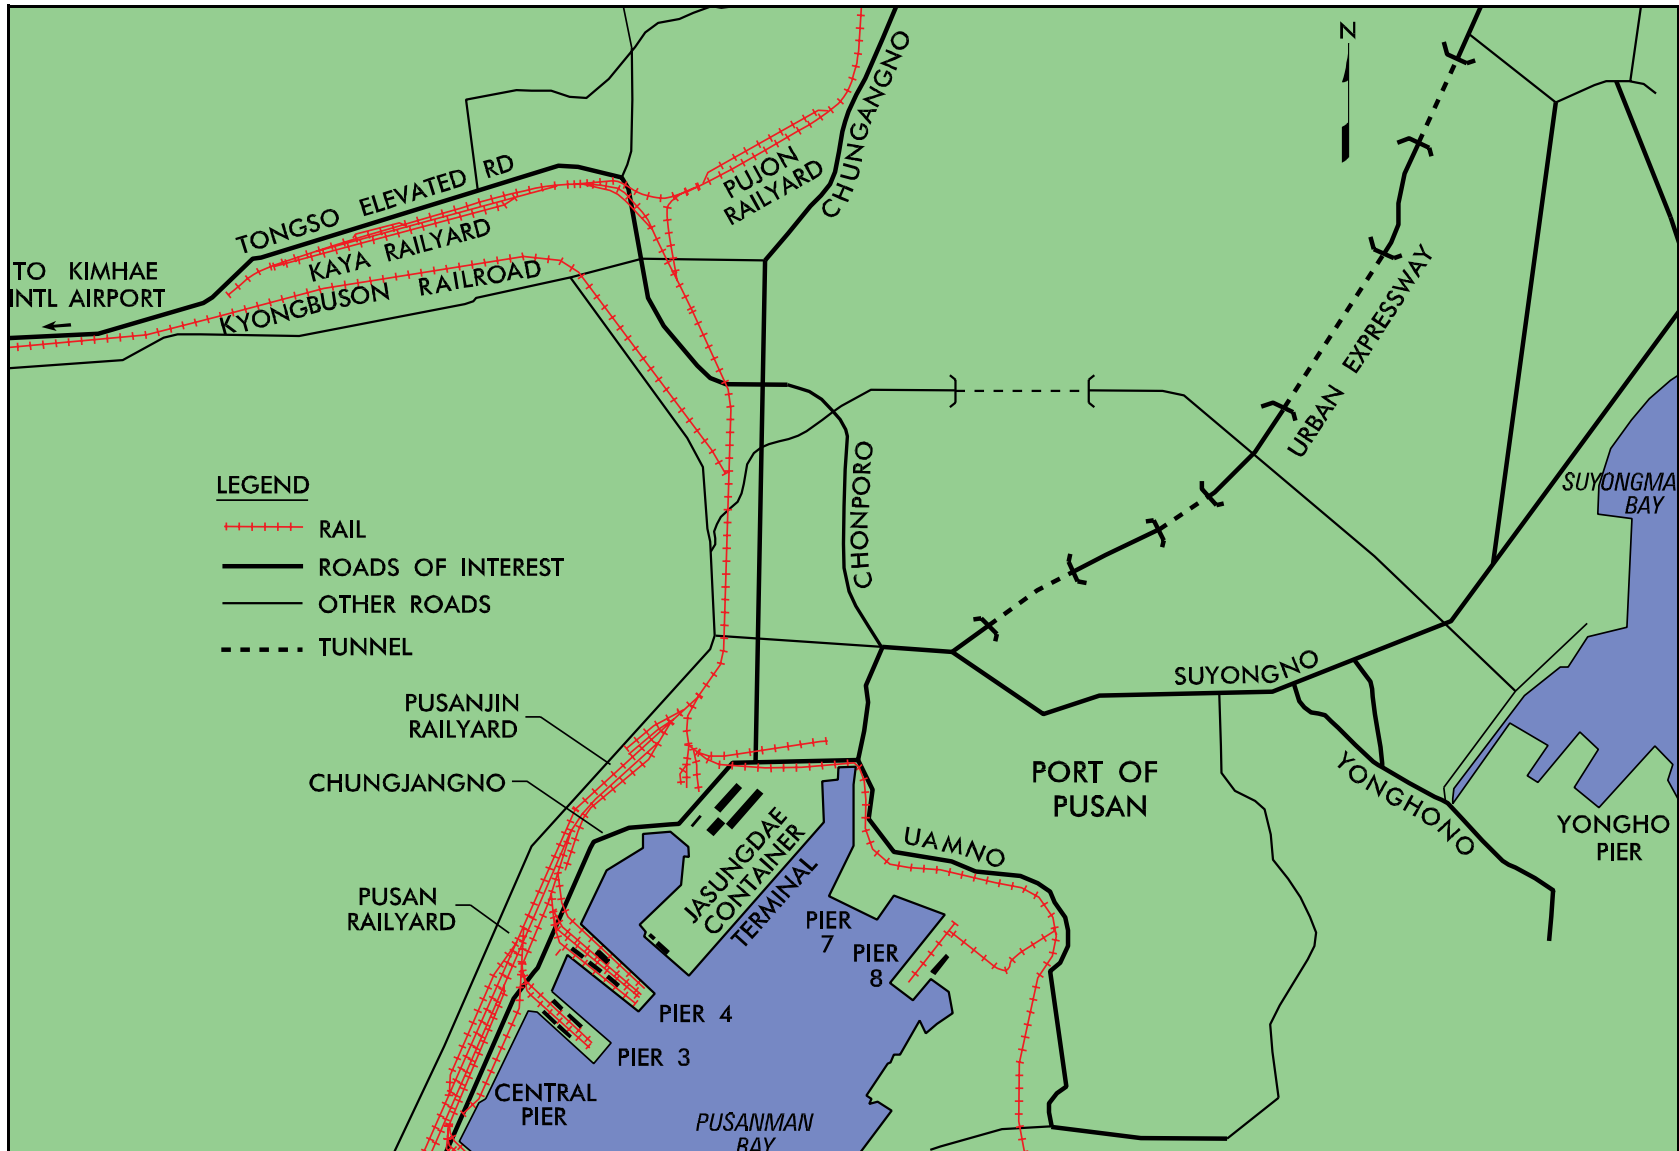 N
CHUNGANGNO
TONGSO ELEVATED RD
PUJON
RAILYARD
KAYA RAILYARD
TO KIMHAE
INTL AIRPORT
KYONGBUSON RAILROAD
URBAN EXPRESSWAY
CHONPORO
SUYONGMA
BAY
LEGEND
RAIL
ROADS OF INTEREST
OTHER ROADS
TUNNEL
SUYONGNO
PUSANJIN
RAILYARD
CHUNGJANGNO
PORT OF
PUSAN
YONGHONO
YONGHO
PIER
JASUNGDAE
CONTAINER
TERMINAL
UAMNO
PUSAN
RAILYARD
PIER
7
PIER
8
PIER 4
PIER 3
CENTRAL
PIER
PUSANMAN
BAY